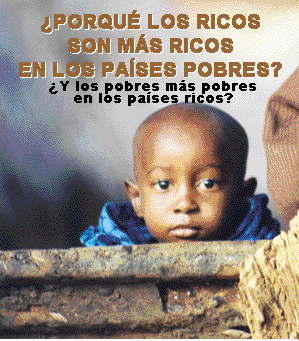 ¿PORQUÉ LOS RICOS
SON MÁS RICOS
EN LOS PAÍSES POBRES?
¿Y los pobres más pobres
en los países ricos?